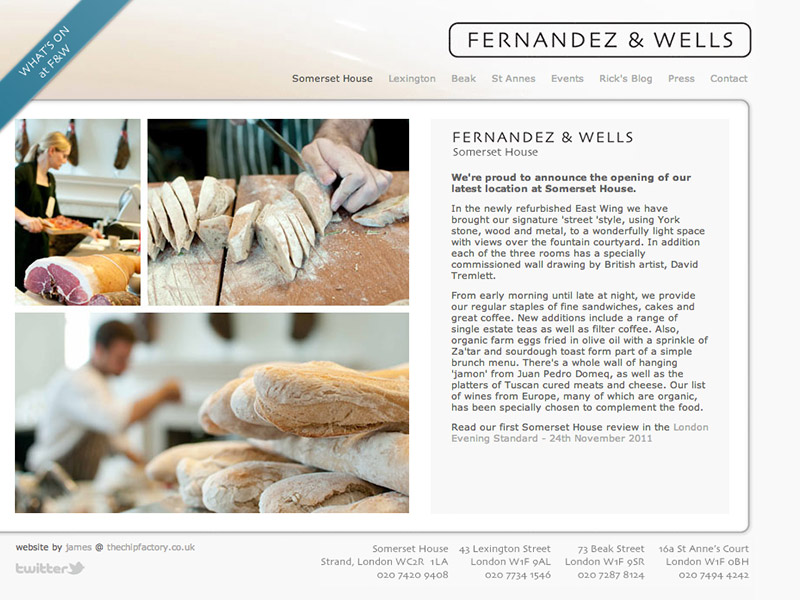 WHAT'S ON
at F&W
FERNANDEZ & WELLS
Somerset House Lexington Beak St Annes Events Rick's Blog Press Contact
FERNANDEZ & WELLS
Somerset House
We're proud to announce the opening of our
latest location at Somerset House.
In the newly refurbished East Wing we have
brought our signature 'street 'style, using York
stone, wood and metal, to a wonderfully light space
with views over the fountain courtyard. In addition
each of the three rooms has a specially
commissioned wall drawing by British artist, David
Tremlett.
From early morning until late at night, we provide
our regular staples of fine sandwiches, cakes and
great coffee. New additions include a range of
single estate teas as well as filter coffee. Also,
organic farm eggs fried in olive oil with a sprinkle of
Za'tar and sourdough toast form part of a simple
brunch menu. There's a whole wall of hanging
'jamon' from Juan Pedro Domeq, as well as the
platters of Tuscan cured meats and cheese. Our list
of wines from Europe, many of which are organic,
has been specially chosen to complement the food.
Read our first Somerset House review in the London
Evening Standard - 24th November 2011
website by james @ thechipfactory.co.uk
twitter
Somerset House
Strand, London WC2R 1LA
020 7420 9408
43 Lexington Street
London W1F 9AL
020 7734 1546
73 Beak Street
London W1F 9SR
020 7287 8124
16a St Anne's Court
London W1F 0BH
020 7494 4242